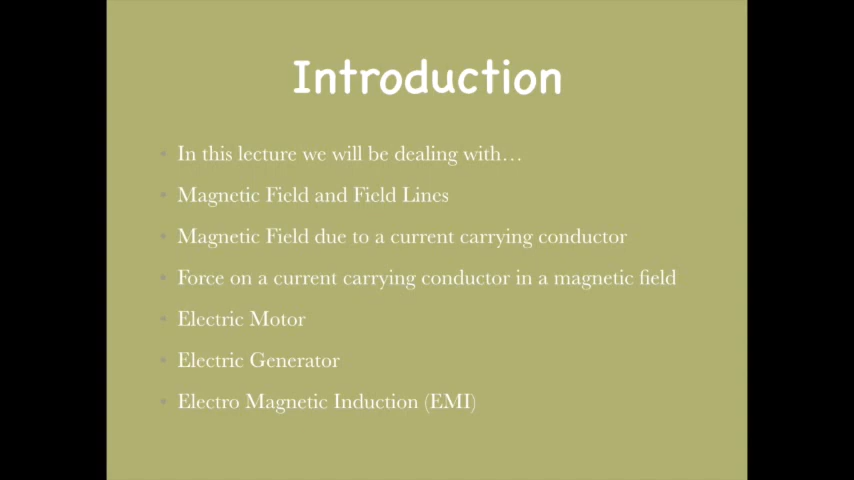 Introduction
In this lecture we will be dealing with…
Magnetic Field and Field Lines
Magnetic Field due to a current carrying conductor
Force on a current carrying conductor in a magnetic field
Electric Motor
Electric Generator
Electro Magnetic Induction (EMI)